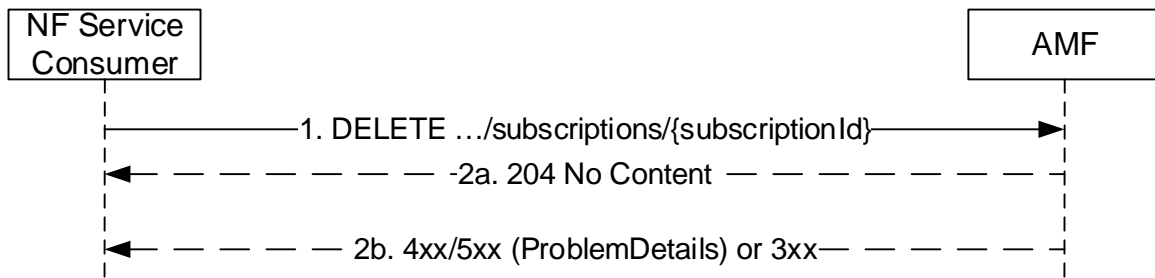 NF Service
Consumer
AMF
1. DELETE …/subscriptions/{subscriptionId}
2a. 204 No Content
2b. 4xx/5xx (ProblemDetails) or 3xx